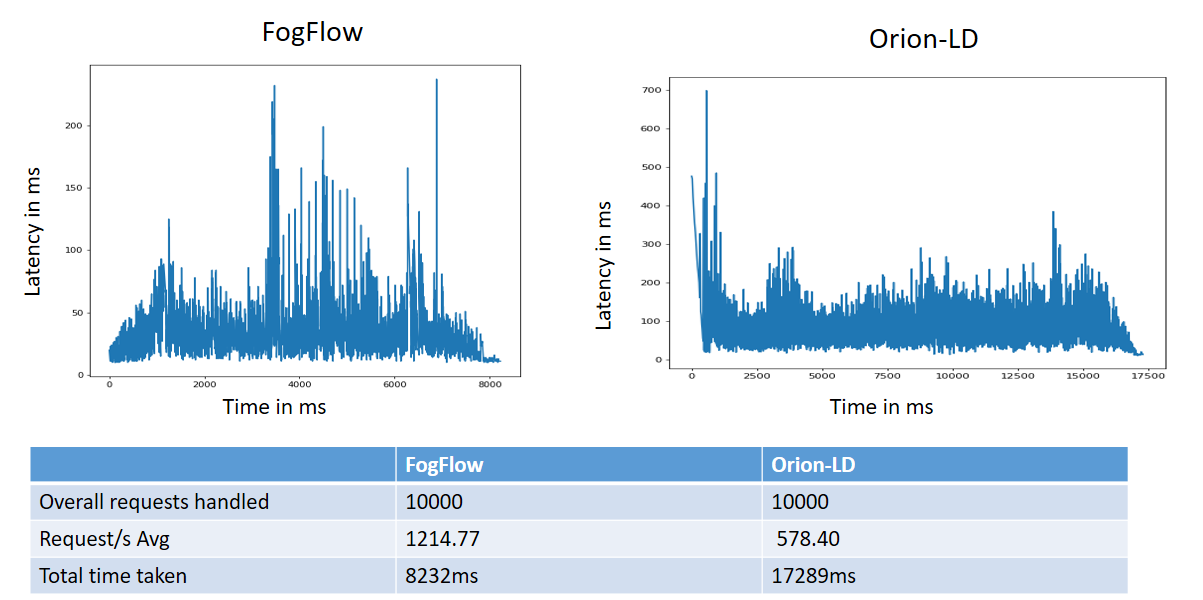 FogFlow
Latency in ms
200
150
100
50
0
0 2000 4000 6000 8000
Time in ms
Orion-LD
Latency in ms
700
600
500
400
300
200
100
0
0 2500 5000 7500 10000 12500 15000 17500
Time in ms
FogFlow Orion-LD
Overall requests handled 10000 10000
Request/s Avg 1214.77 578.40
Total time taken 8232ms 17289ms